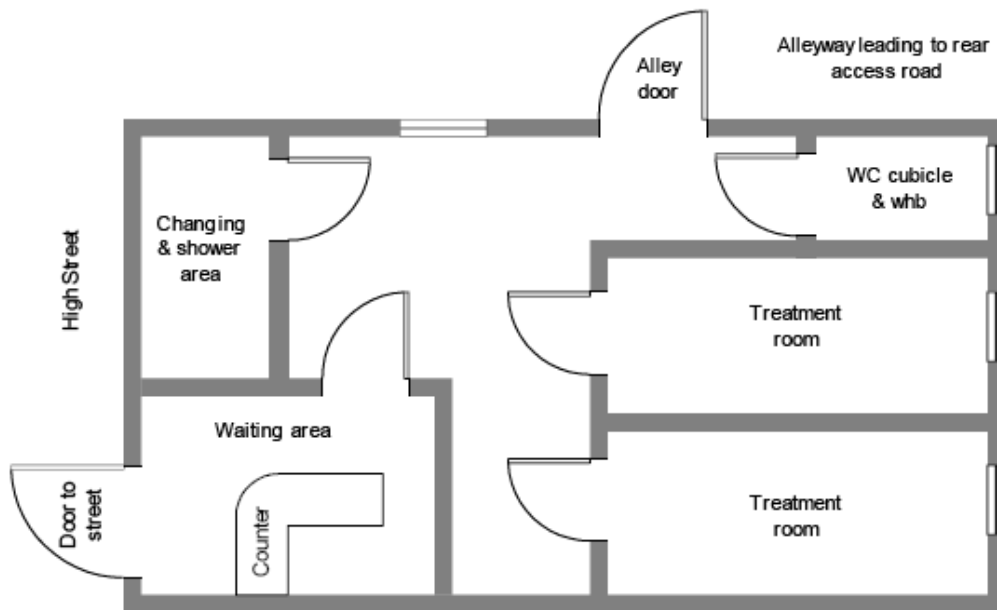 Alleyway leading to rear
access road
Alley
door
WC cubicle
& whb
Changing
& shower
area
High Street
Treatment
room
Waiting area
Door to
street
Counter
Treatment
room